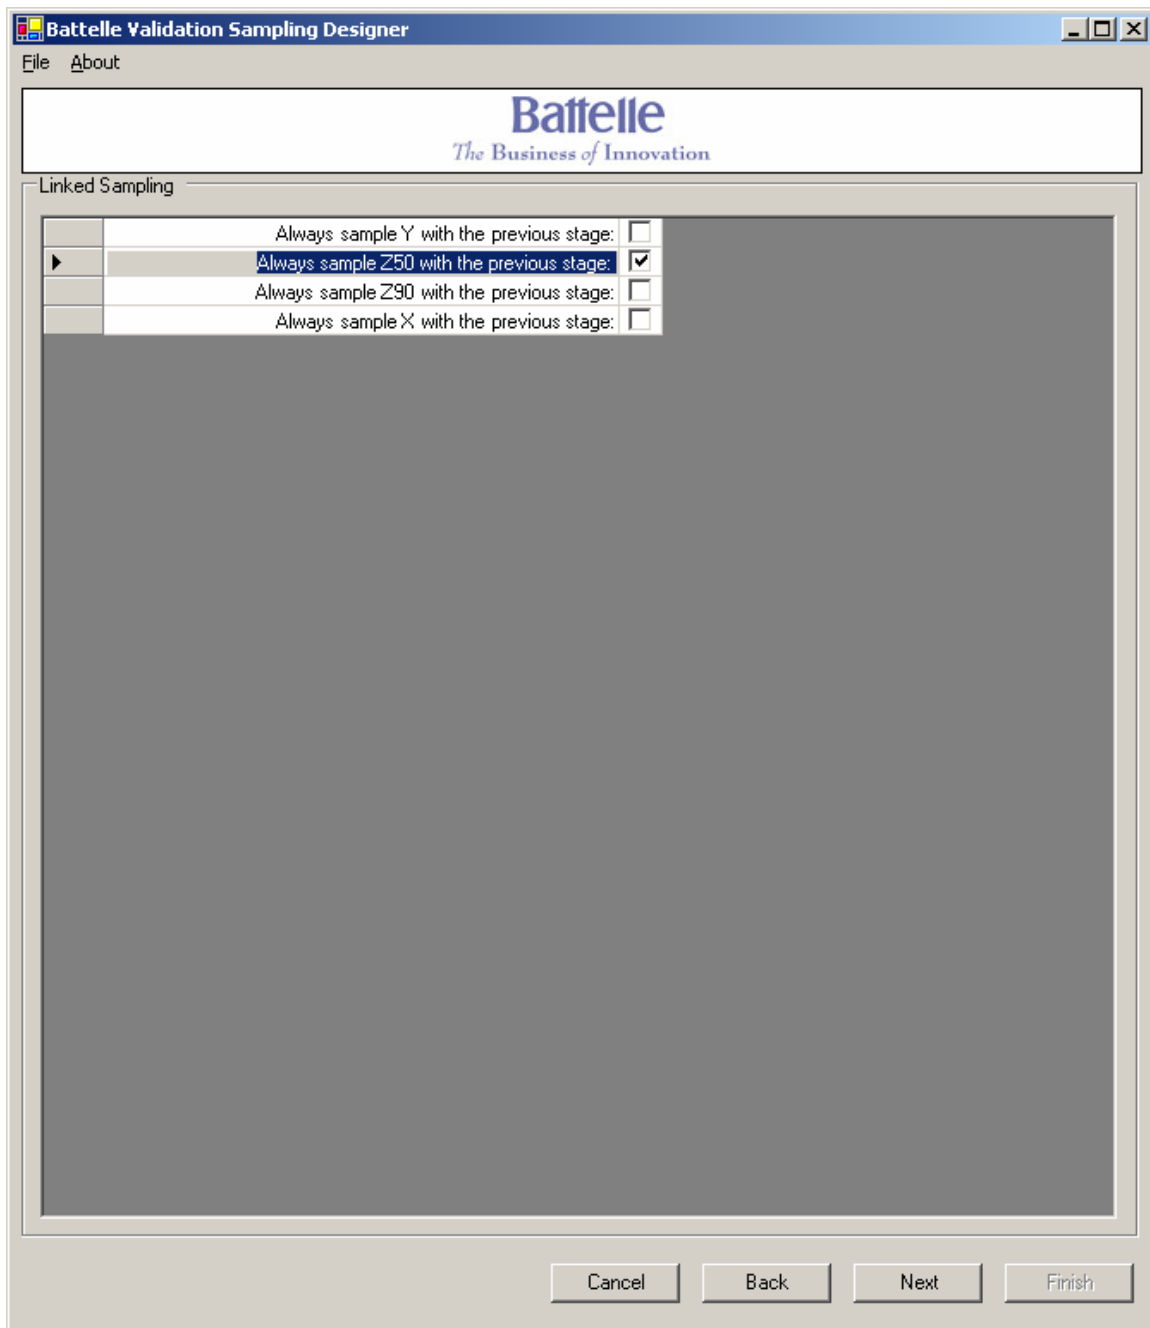 Battelle Validation Sampling Designer
File About
Battelle
The Business of Innovation
Linked Sampling
Always sample Y with the previous stage:
Always sample Z50 with the previous stage:
Always sample Z90 with the previous stage:
Always sample X with the previous stage:
Cancel Back Next Finish